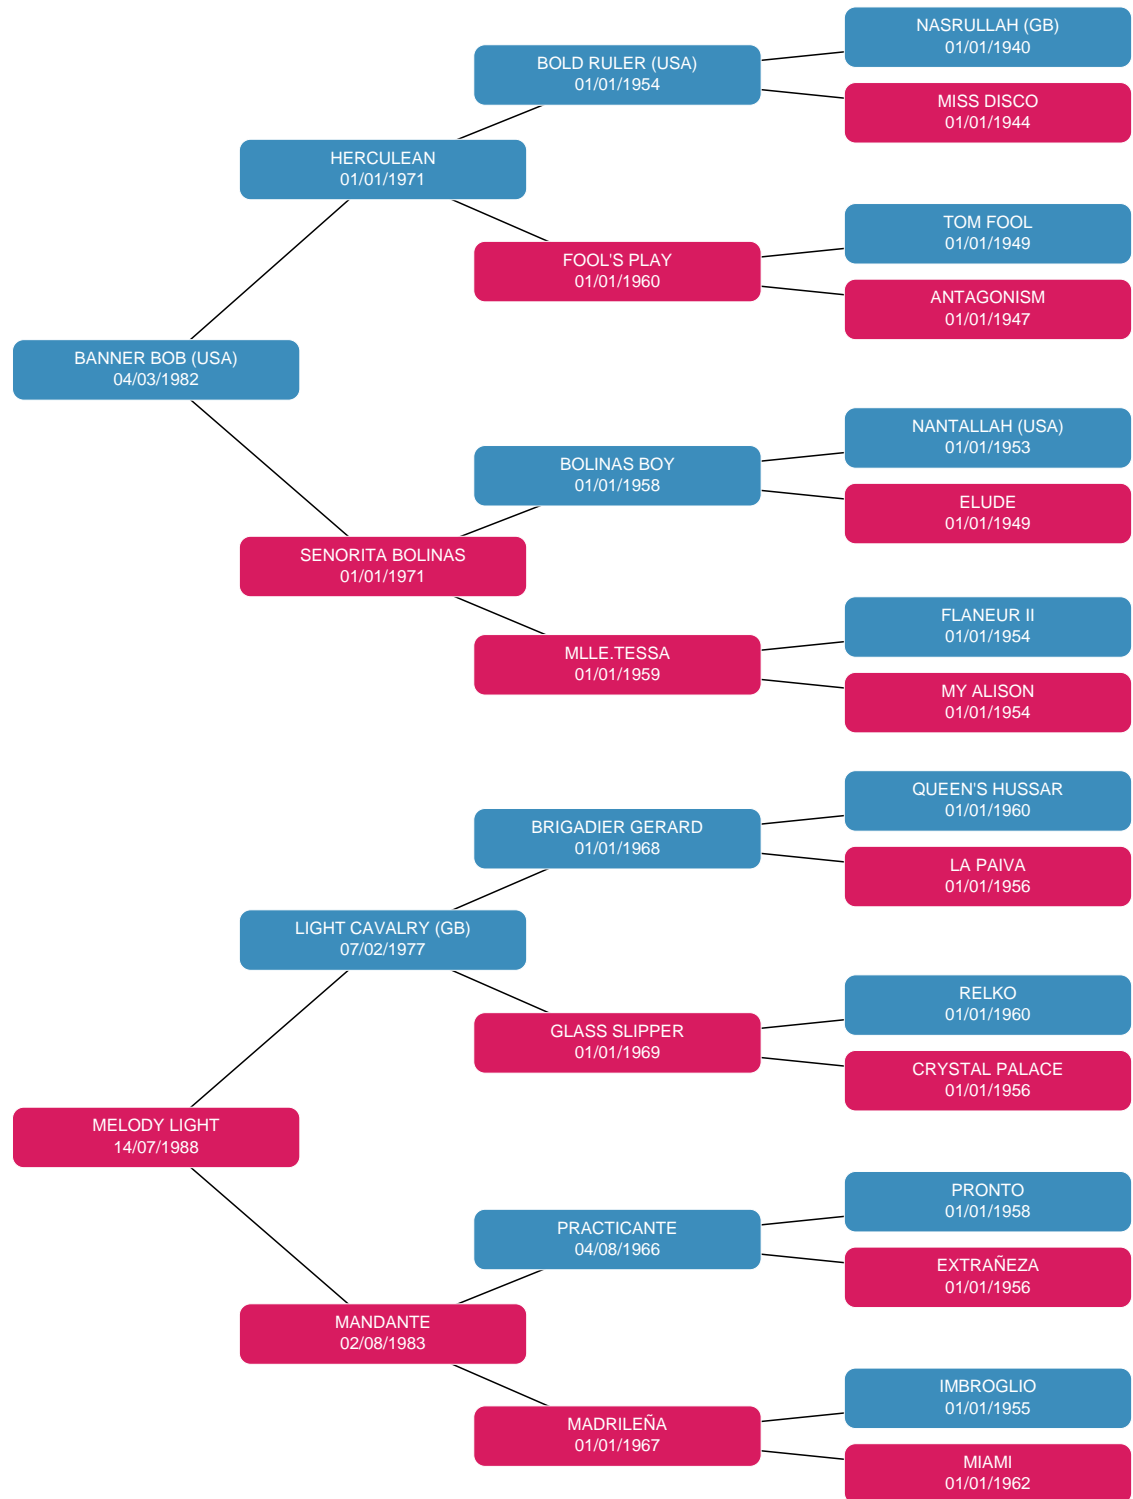 NASRULLAH (GB)
01/01/1940
BOLD RULER (USA)
01/01/1954
MISS DISCO
01/01/1944
HERCULEAN
01/01/1971
TOM FOOL
01/01/1949
FOOL'S PLAY
01/01/1960
ANTAGONISM
01/01/1947
BANNER BOB (USA)
04/03/1982
NANTALLAH (USA)
01/01/1953
BOLINAS BOY
01/01/1958
ELUDE
01/01/1949
SENORITA BOLINAS
01/01/1971
FLANEUR II
01/01/1954
MLLE.TESSA
01/01/1959
MY ALISON
01/01/1954
QUEEN'S HUSSAR
01/01/1960
BRIGADIER GERARD
01/01/1968
LA PAIVA
01/01/1956
LIGHT CAVALRY (GB)
07/02/1977
RELKO
01/01/1960
GLASS SLIPPER
01/01/1969
CRYSTAL PALACE
01/01/1956
MELODY LIGHT
14/07/1988
PRONTO
01/01/1958
PRACTICANTE
04/08/1966
EXTRAÑEZA
01/01/1956
MANDANTE
02/08/1983
IMBROGLIO
01/01/1955
MADRILEÑA
01/01/1967
MIAMI
01/01/1962